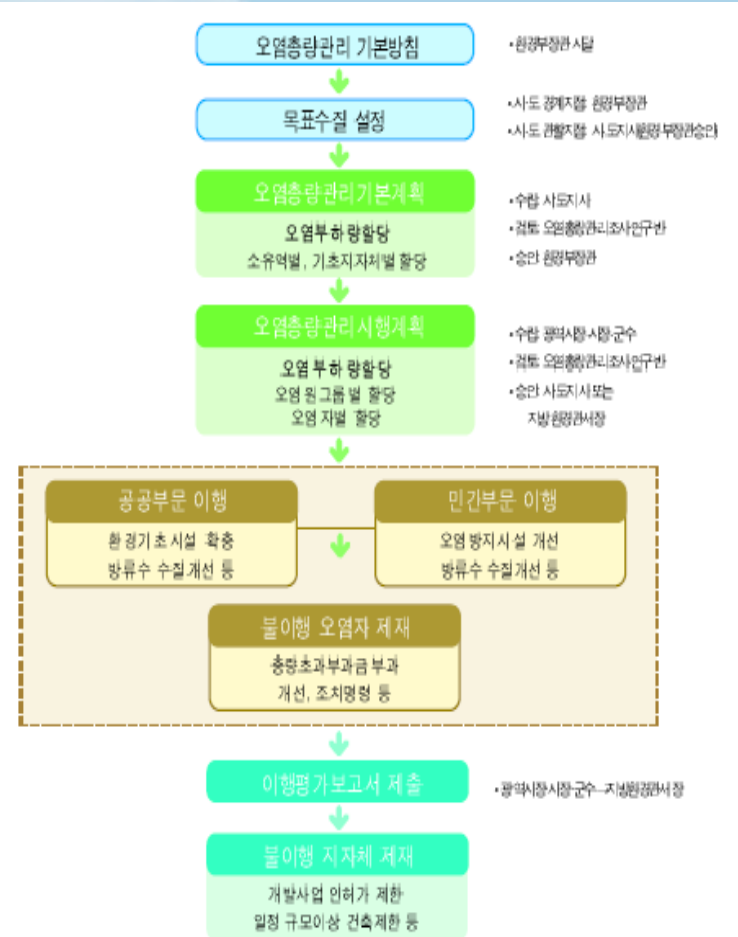 오염총량관리 기본방침
• 환경부장관 시달
목표수질 설정
• 시·도 경계지점 환경부장관
• 시·도 관할지점 시·도지사(환경부장관승인)
오염총량관리기본계획
오염부하량할당
소유역별, 기초지자체별 할당
• 수립: 시·도지사
• 검토: 오염총량관리조사연구반
• 승인: 환경부장관
오염총량관리시행계획
오염부하량할당
오염원그룹별 할당
오염자별 할당
• 수립: 광역시장·시장·군수
• 검토: 오염총량관리조사연구반
• 승인: 시·도지사 또는
지방환경관서장
공공부문 이행
환경기초시설 확충
방류수 수질개선 등
민간부문 이행
오염방지시설 개선
방류수 수질개선 등
불이행 오염자 제재
총량초과부과금부과
개선, 조치명령 등
이행평가보고서 제출
• 광역시장·시장·군수→지방환경관서장
불이행 지자체 제재
개발사업 인허가 제한
일정 규모이상 건축제한 등